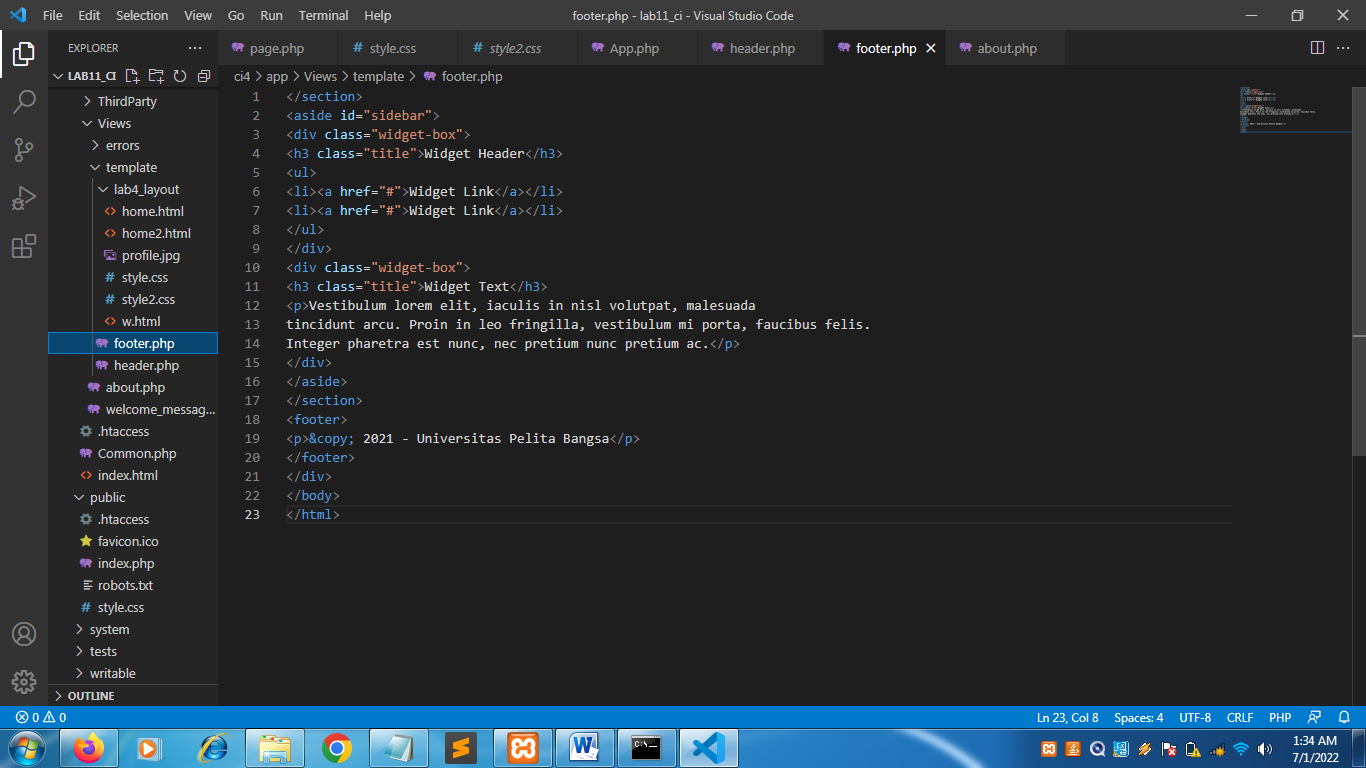 File Edit Selection View Go Run Terminal Help
footer.php - lab11_ci - Visual Studio Code
EXPLORER
LAB11_CI
ThirdParty
Views
errors
template
lab4_layout
home.html
home2.html
profile.jpg
style.css
style2.css
w.html
footer.php
header.php
about.php
welcome_messag...
.htaccess
Common.php
index.html
public
.htaccess
favicon.ico
index.php
robots.txt
style.css
system
tests
writable
OUTLINE
page.php style.css style2.css App.php header.php footer.php about.php
ci4 > app > Views > template > footer.php
1 </section>
2 <aside id="sidebar">
3 <div class="widget-box">
4 <h3 class="title">Widget Header</h3>
5 <ul>
6 <li><a href="#">Widget Link</a></li>
7 <li><a href="#">Widget Link</a></li>
8 </ul>
9 </div>
10 <div class="widget-box">
11 <h3 class="title">Widget Text</h3>
12 <p>Vestibulum lorem elit, iaculis in nisl volutpat, malesuada
13 tincidunt arcu. Proin in leo fringilla, vestibulum mi porta, faucibus felis.
14 Integer pharetra est nunc, nec pretium nunc pretium ac.</p>
15 </div>
16 </aside>
17 </section>
18 <footer>
19 <p>&copy; 2021 - Universitas Pelita Bangsa</p>
20 </footer>
21 </div>
22 </body>
23 </html>
0 0
Ln 23, Col 8 Spaces: 4 UTF-8 CRLF PHP
1:34 AM
7/1/2022